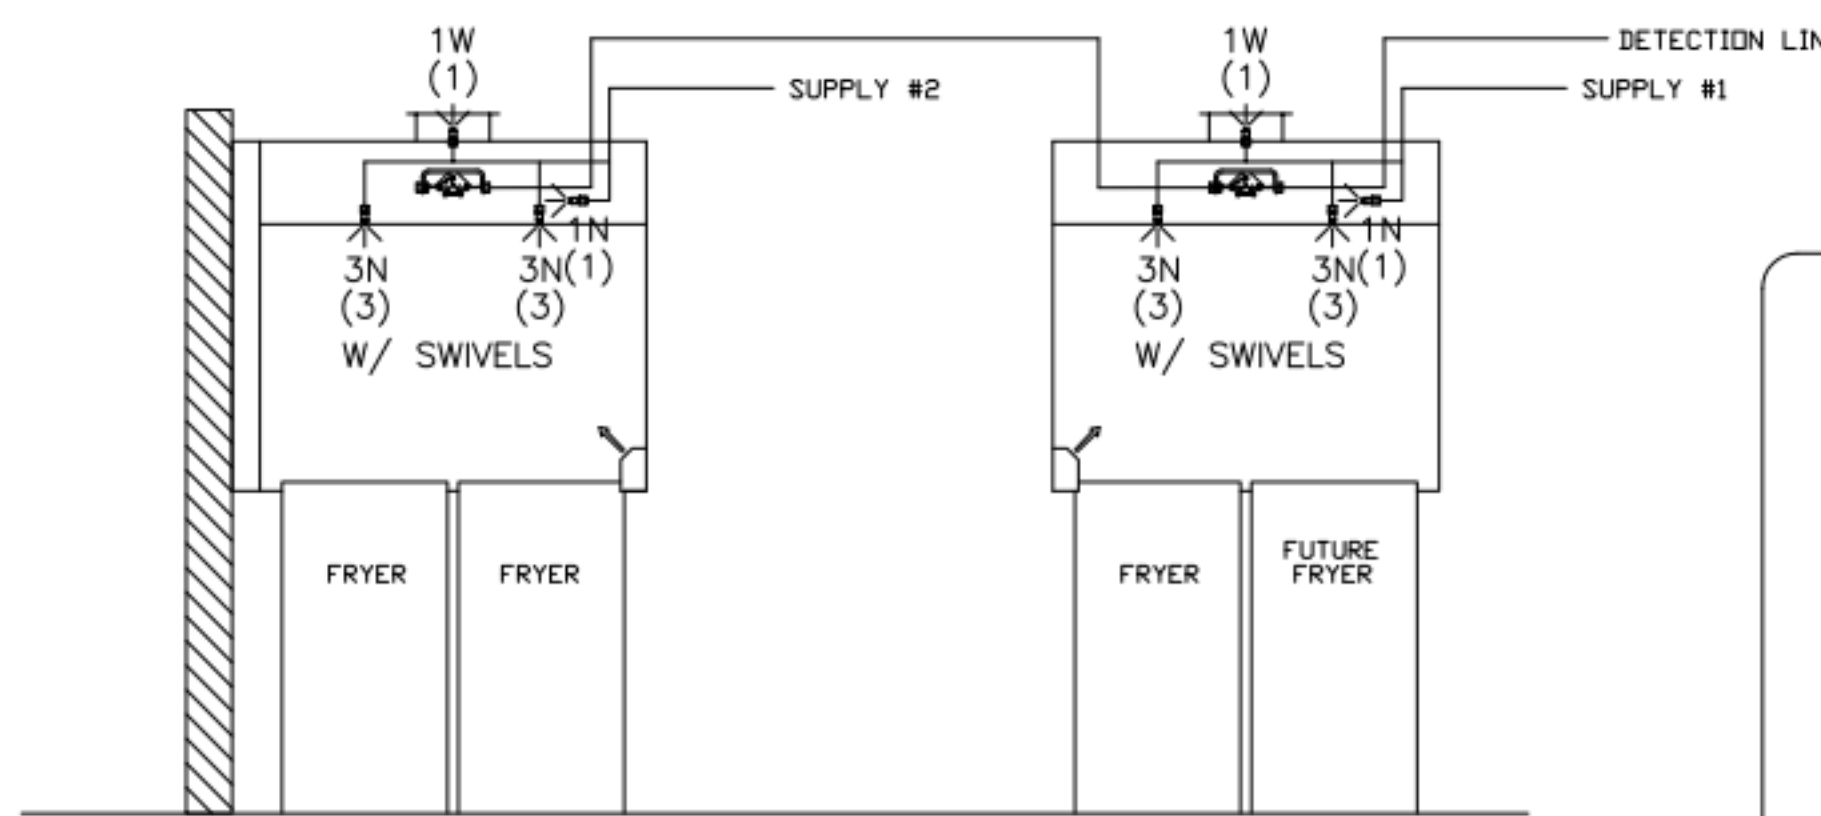 1W
(1)
SUPPLY #2
1N
3N
3N(1)
(3)
(3)
W/ SWIVELS
FRYER
FRYER
1W
(1)
DETECTION LIN
SUPPLY #1
1N
3N
3N(1)
(3)
(3)
W/ SWIVELS
FRYER
FUTURE
FRYER